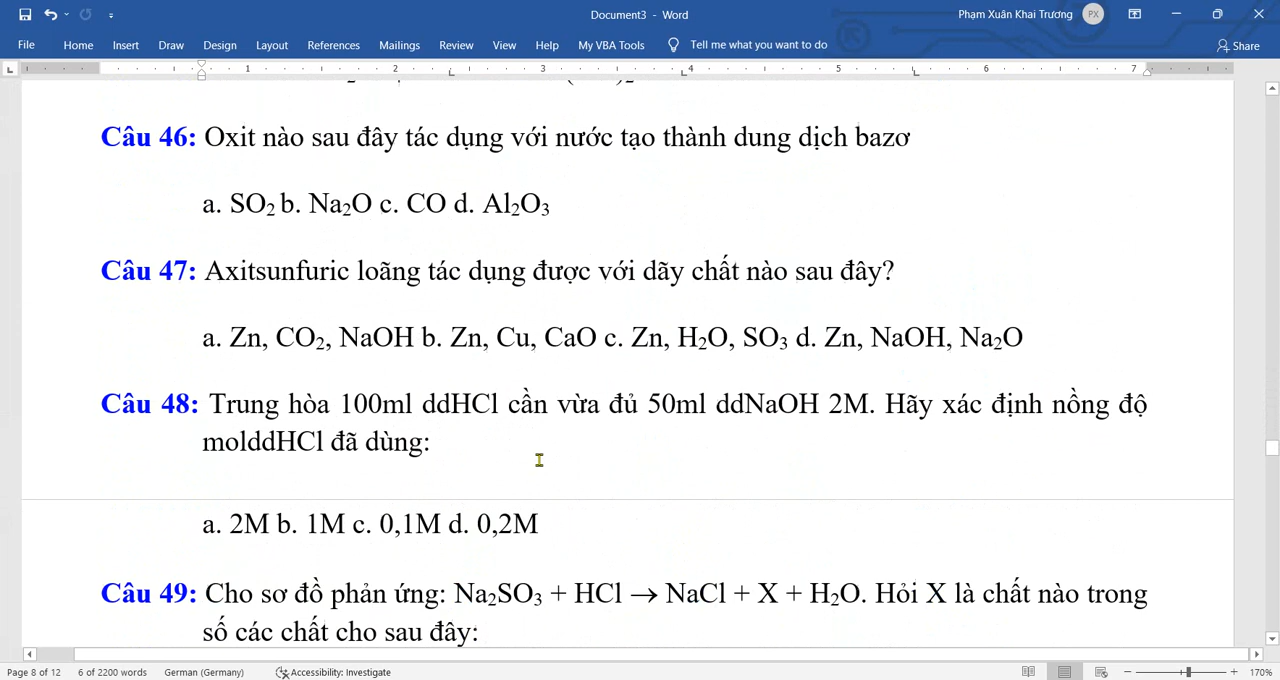 Document3 - Word
Phạm Xuân Khai Trương PX
File Home Insert Draw Design Layout References Mailings Review View Help My VBA Tools Tell me what you want to do Share
L 1 2 3 4 5 6 7
Câu 46: Oxit nào sau đây tác dụng với nước tạo thành dung dịch bazơ
a. SO₂ b. Na₂O c. CO d. Al₂O₃
Câu 47: Axitsunfuric loãng tác dụng được với dãy chất nào sau đây?
a. Zn, CO₂, NaOH b. Zn, Cu, CaO c. Zn, H₂O, SO₃ d. Zn, NaOH, Na₂O
Câu 48: Trung hòa 100ml ddHCl cần vừa đủ 50ml ddNaOH 2M. Hãy xác định nồng độ
molddHCl đã dùng:
a. 2M b. 1M c. 0,1M d. 0,2M
Câu 49: Cho sơ đồ phản ứng: Na₂SO₃ + HCl → NaCl + X + H₂O. Hỏi X là chất nào trong
số các chất cho sau đây:
Page 8 of 12 6 of 2200 words German (Germany) Accessibility: Investigate 170%